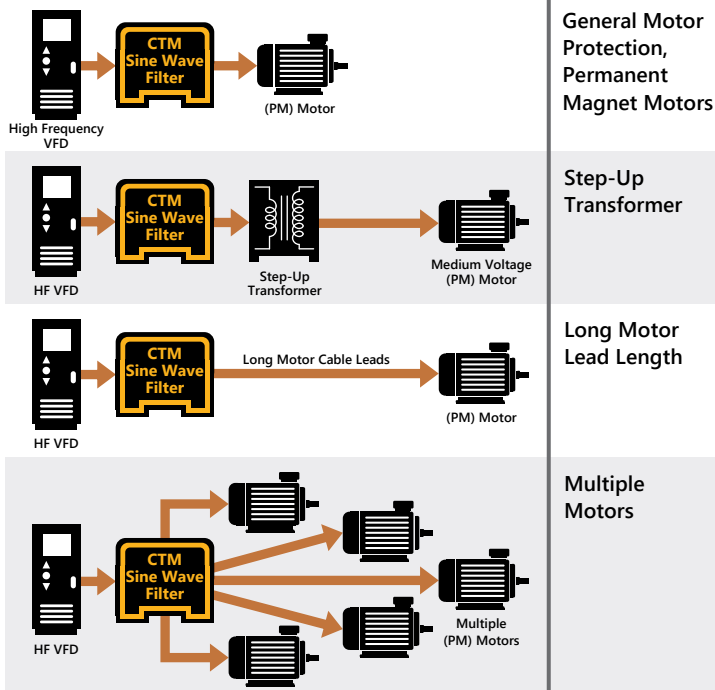 CTM
Sine Wave
Filter
High Frequency
VFD
(PM) Motor
General Motor
Protection,
Permanent
Magnet Motors
CTM
Sine Wave
Filter
HF VFD
Step-Up
Transformer
Medium Voltage
(PM) Motor
Step-Up
Transformer
CTM
Sine Wave
Filter
HF VFD
Long Motor Cable Leads
(PM) Motor
Long Motor
Lead Length
CTM
Sine Wave
Filter
HF VFD
Multiple
(PM) Motors
Multiple
Motors